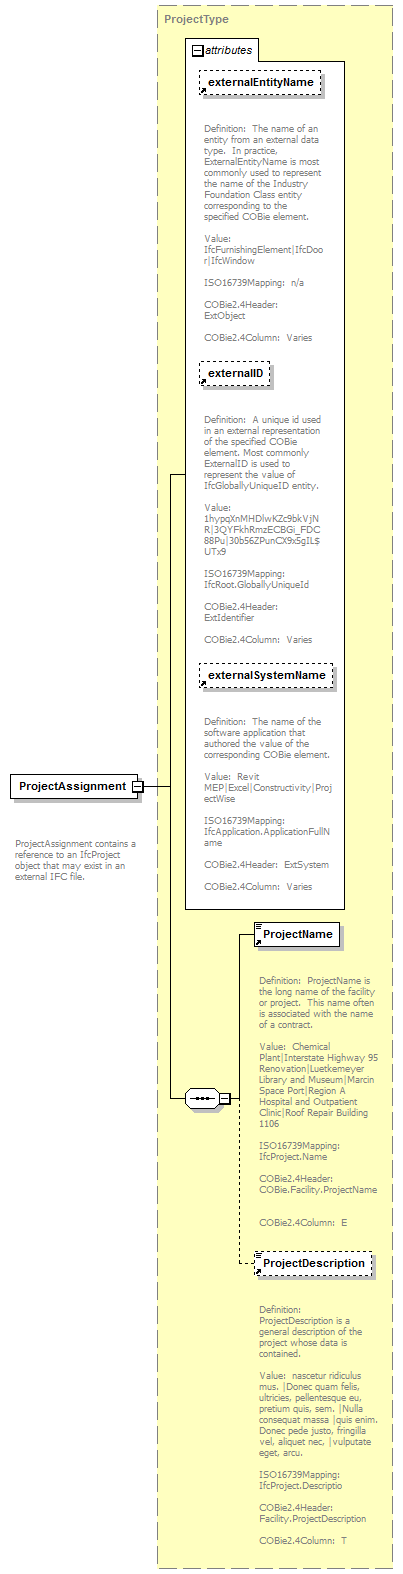 ProjectType
attributes
externalEntityName
Definition:  The name of an
entity from an external data
type.  In practice,
ExternalEntityName is most
commonly used to represent
the name of the Industry
Foundation Class entity
corresponding to the
specified COBie element.
Value:
IfcFurnishingElement|IfcDoo
r|IfcWindow
ISO16739Mapping:  n/a
COBie2.4Header:
ExtObject
COBie2.4Column:  Varies
externalID
Definition:  A unique id used
in an external representation
of the specified COBie
element. Most commonly
ExternalID is used to
represent the value of
IfcGloballyUniqueID entity.
Value:
1hypqXnMHDlwKZc9bkVjN
R|3QYFkhRmzECBGi_FDC
88Pu|30b56ZPunCX9xSgIL$
UTx9
ISO16739Mapping:
IfcRoot.GloballyUniqueId
COBie2.4Header:
ExtIdentifier
COBie2.4Column:  Varies
externalSystemName
Definition:  The name of the
software application that
authored the value of the
corresponding COBie element.
Value:  Revit
MEP|Excel|Constructivity|Proj
ectWise
ISO16739Mapping:
IfcApplication.ApplicationFullN
ame
COBie2.4Header:  ExtSystem
COBie2.4Column:  Varies
ProjectAssignment
ProjectAssignment contains a
reference to an IfcProject
object that may exist in an
external IFC file.
ProjectName
Definition:  ProjectName is
the long name of the facility
or project.  This name often
is associated with the name
of a contract.
Value:  Chemical
Plant|Interstate Highway 95
Renovation|Luetkemeyer
Library and Museum|Marcin
Space Port|Region A
Hospital and Outpatient
Clinic|Roof Repair Building
1106
ISO16739Mapping:
IfcProject.Name
COBie2.4Header:
COBie.Facility.ProjectName
COBie2.4Column:  E
ProjectDescription
Definition:
ProjectDescription is a
general description of the
project whose data is
contained.
Value:  nascetur ridiculus
mus. |Donec quam felis,
ultricies, pellentesque eu,
pretium quis, sem. |Nulla
consequat massa |quis enim.
Donec pede justo, fringilla
vel, aliquet nec, |vulputate
eget, arcu.
ISO16739Mapping:
IfcProject.Descriptio
COBie2.4Header:
Facility.ProjectDescription
COBie2.4Column:  T